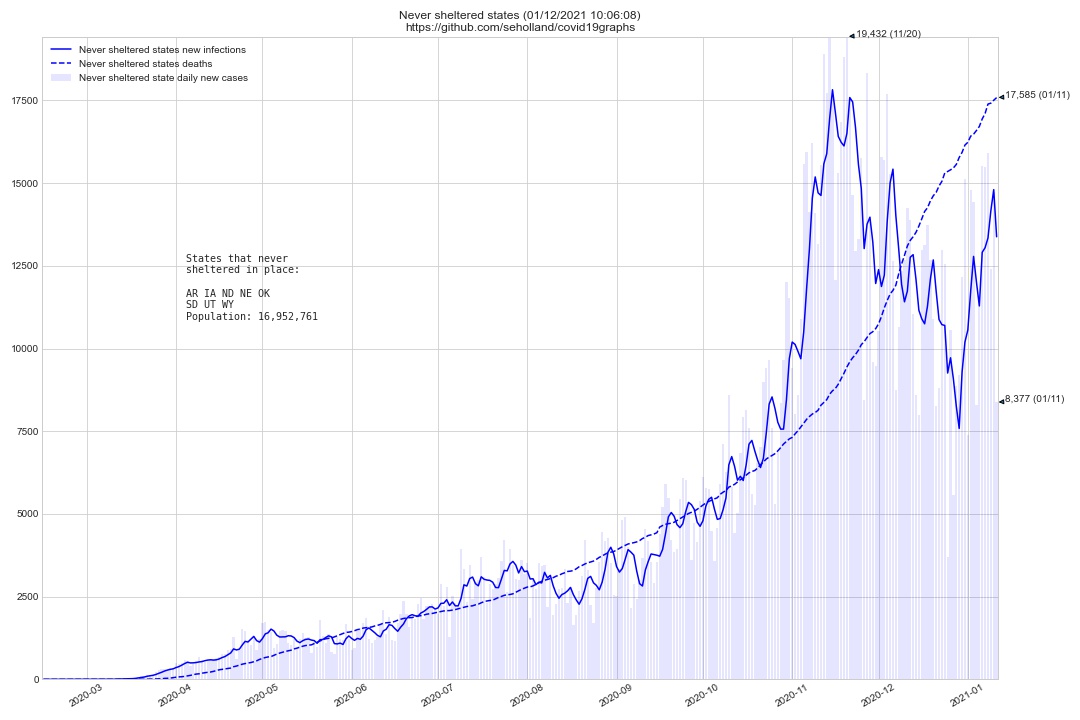 Never sheltered states (01/12/2021 10:06:08)
https://github.com/seholland/covid19graphs
19,432 (11/20)
Never sheltered states new infections
Never sheltered states deaths
Never sheltered state daily new cases
17500
17,585 (01/11)
15000
12500
States that never
sheltered in place:
AR IA ND NE OK
SD UT WY
Population: 16,952,761
10000
8,377 (01/11)
7500
5000
2500
0
2020-03
2020-04
2020-05
2020-06
2020-07
2020-08
2020-09
2020-10
2020-11
2020-12
2021-01